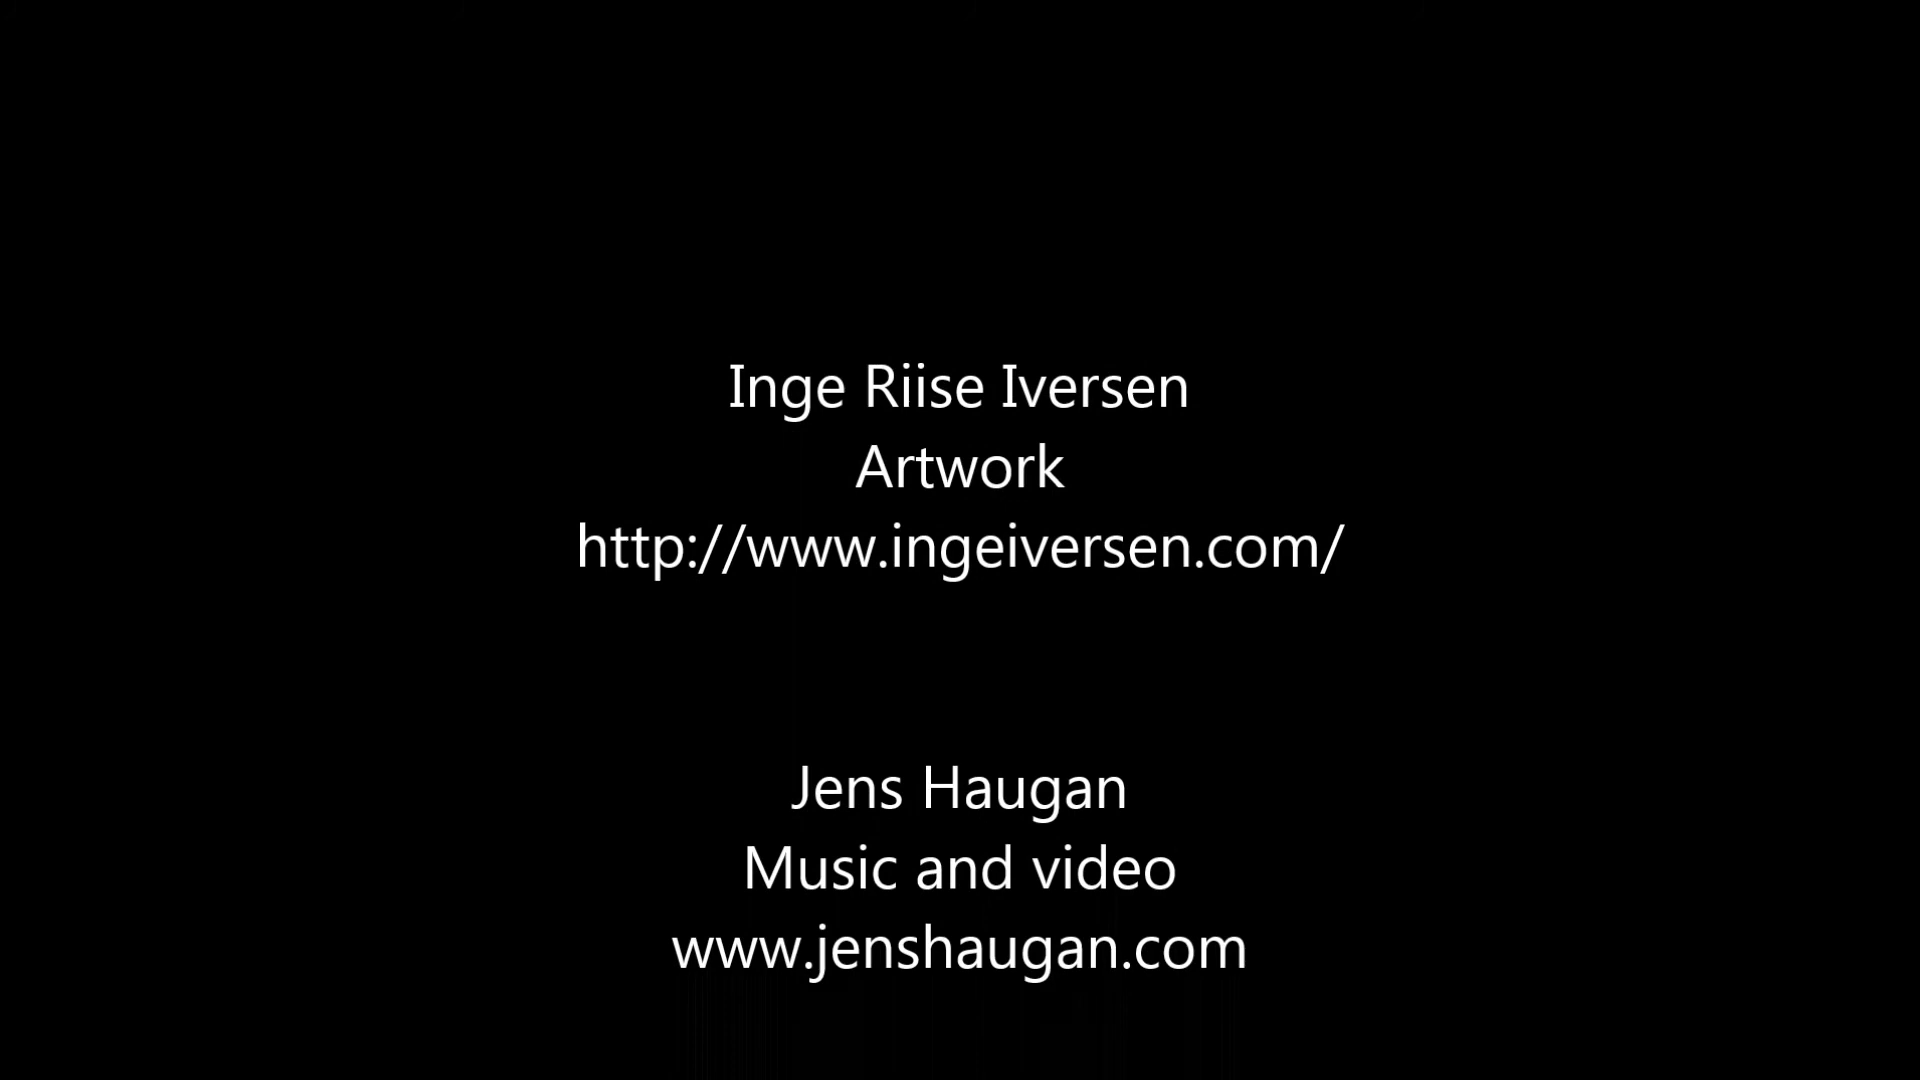 Inge Riise Iversen
Artwork
http://www.ingeiversen.com/
Jens Haugan
Music and video
www.jenshaugan.com